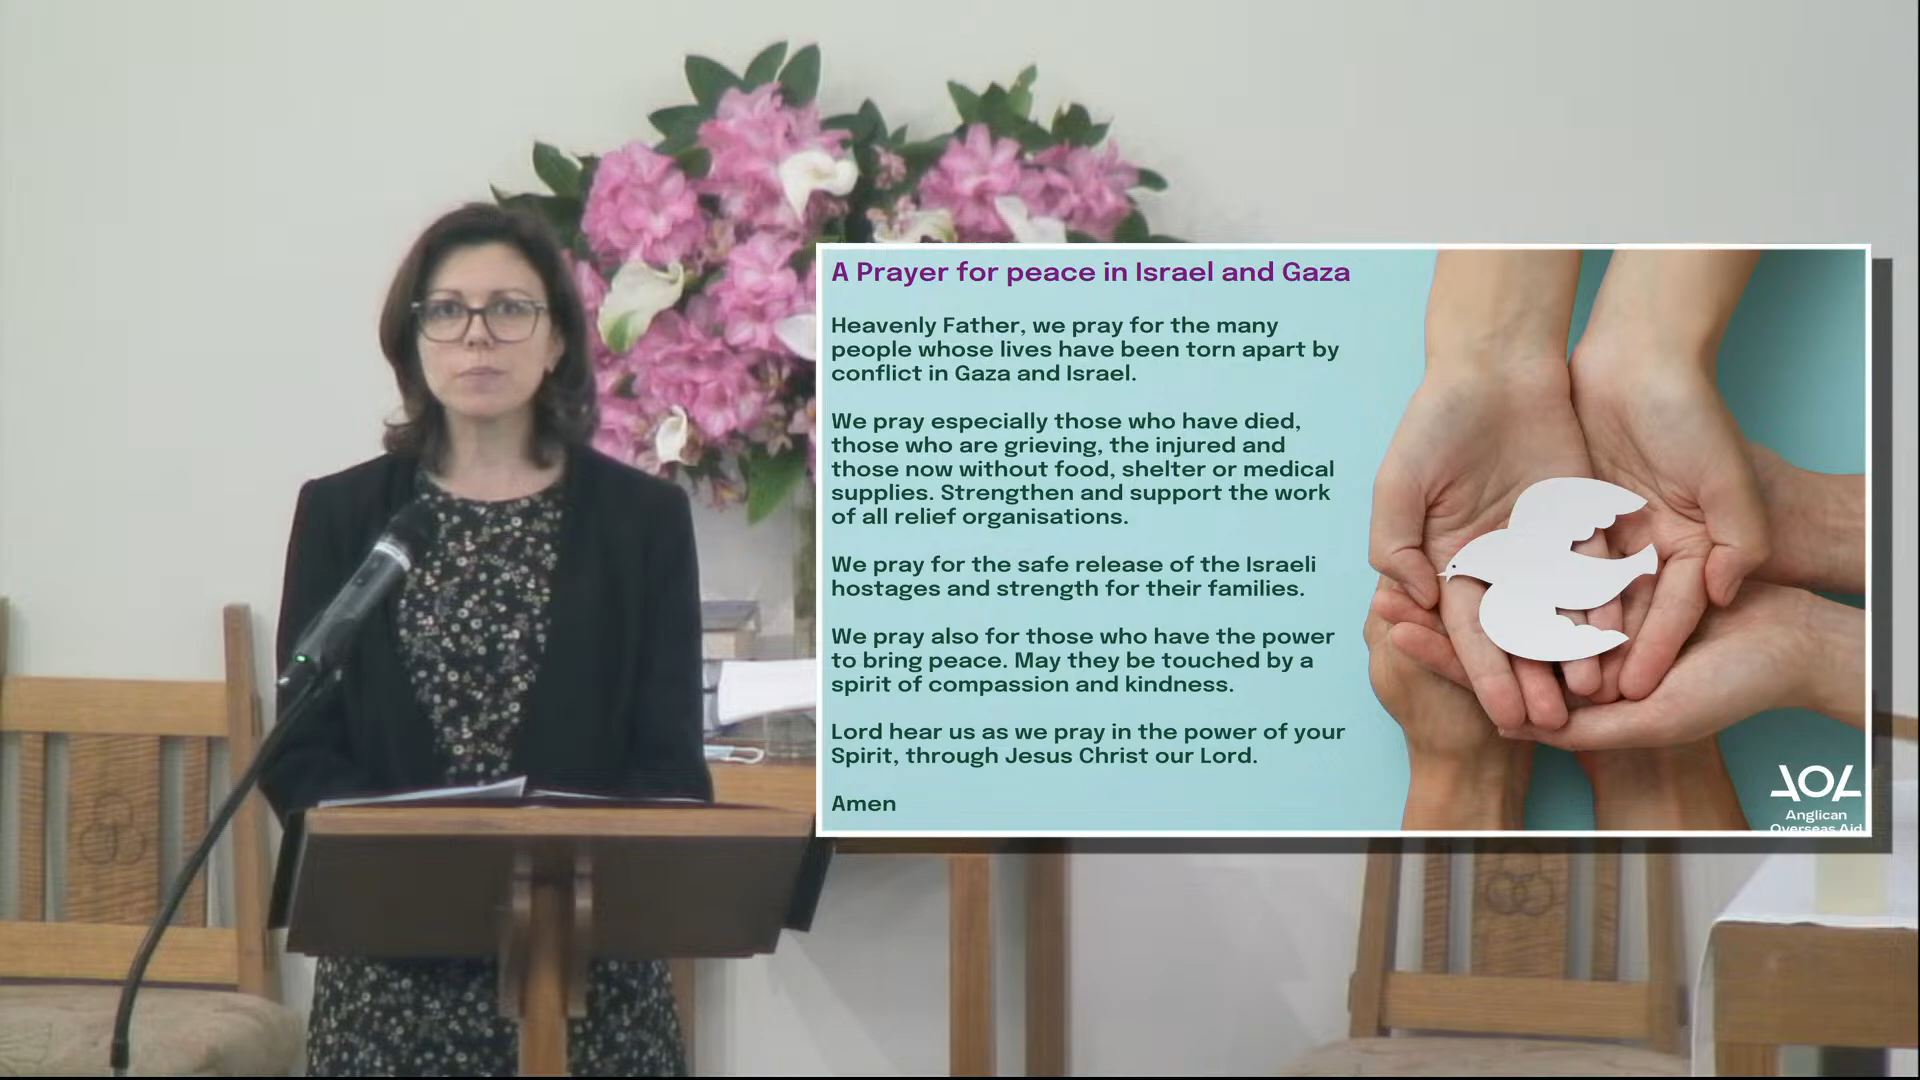 A Prayer for peace in Israel and Gaza
Heavenly Father, we pray for the many
people whose lives have been torn apart by
conflict in Gaza and Israel.
We pray especially those who have died,
those who are grieving, the injured and
those now without food, shelter or medical
supplies. Strengthen and support the work
of all relief organisations.
We pray for the safe release of the Israeli
hostages and strength for their families.
We pray also for those who have the power
to bring peace. May they be touched by a
spirit of compassion and kindness.
Lord hear us as we pray in the power of your
Spirit, through Jesus Christ our Lord.
Amen
AOA
Anglican
Overseas Aid